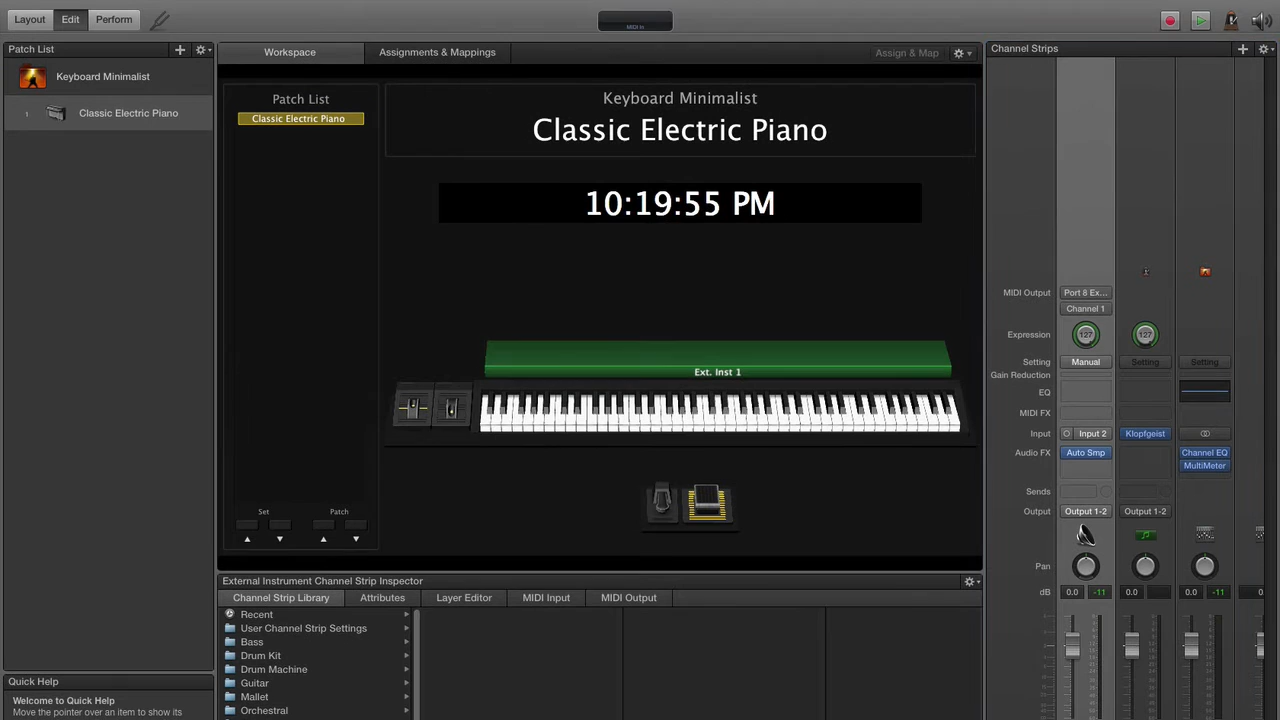 Layout Edit Perform
MIDI In
Patch List
Keyboard Minimalist
1 Classic Electric Piano
Quick Help
Welcome to Quick Help
Move the pointer over an item to show its
Workspace Assignments & Mappings Assign & Map
Patch List
Classic Electric Piano
Set Patch
Keyboard Minimalist
Classic Electric Piano
10:19:55 PM
Ext. Inst 1
External Instrument Channel Strip Inspector
Channel Strip Library Attributes Layer Editor MIDI Input MIDI Output
Recent
User Channel Strip Settings
Bass
Drum Kit
Drum Machine
Guitar
Mallet
Orchestral
Channel Strips
MIDI Output Port 8 Ex...
Channel 1
Expression 127 127
Setting Manual Setting Setting
Gain Reduction
EQ
MIDI FX
Input Input 2 Klopfgeist
Audio FX Auto Smp Channel EQ
MultiMeter
Sends
Output Output 1-2 Output 1-2
Pan
dB 0.0 -11 0.0 0.0 -11 0